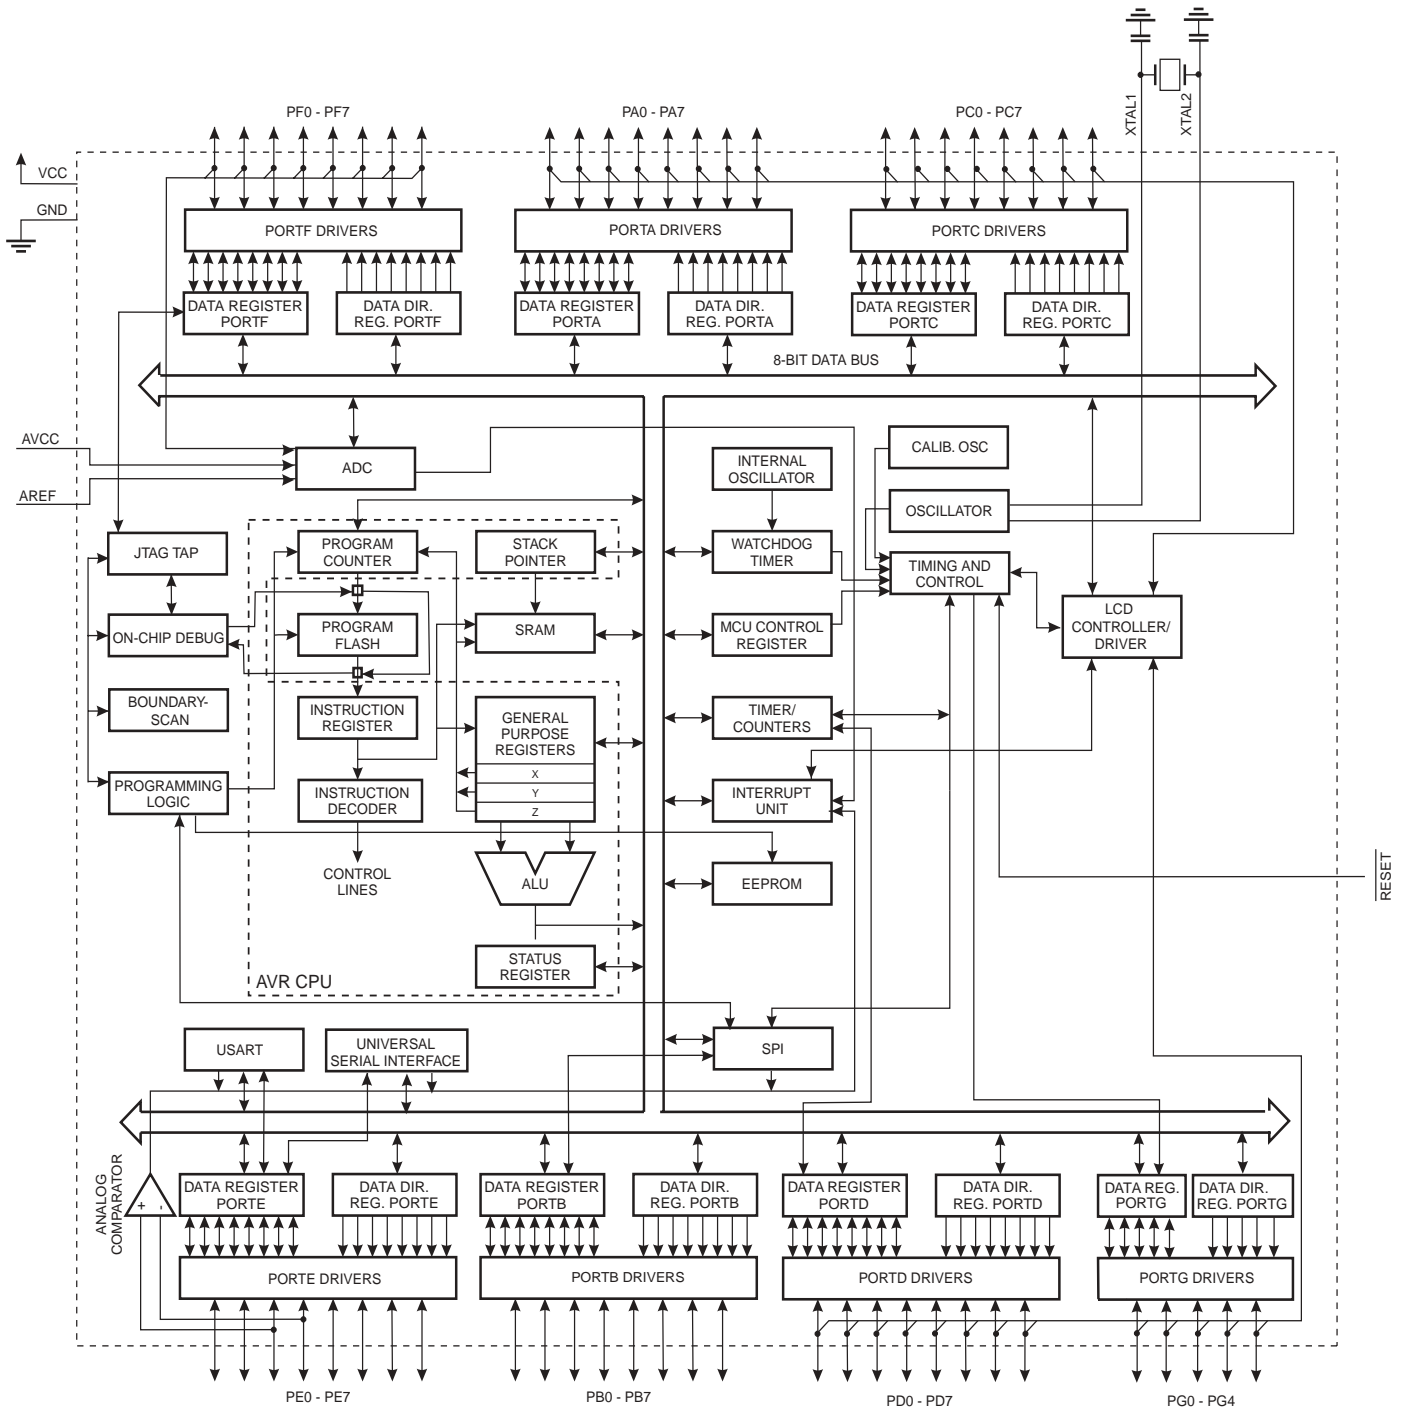 XTAL1
XTAL2
PF0 - PF7
PA0 - PA7
PC0 - PC7
VCC
GND
PORTF DRIVERS
PORTA DRIVERS
PORTC DRIVERS
DATA REGISTER
PORTF
DATA DIR.
REG. PORTF
DATA REGISTER
PORTA
DATA DIR.
REG. PORTA
DATA REGISTER
PORTC
DATA DIR.
REG. PORTC
8-BIT DATA BUS
AVCC
AREF
ADC
INTERNAL
OSCILLATOR
CALIB. OSC
OSCILLATOR
JTAG TAP
PROGRAM
COUNTER
STACK
POINTER
WATCHDOG
TIMER
TIMING AND
CONTROL
LCD
CONTROLLER/
DRIVER
ON-CHIP DEBUG
PROGRAM
FLASH
SRAM
MCU CONTROL
REGISTER
BOUNDARY-
SCAN
INSTRUCTION
REGISTER
GENERAL
PURPOSE
REGISTERS
X
Y
Z
TIMER/
COUNTERS
PROGRAMMING
LOGIC
INSTRUCTION
DECODER
INTERRUPT
UNIT
CONTROL
LINES
ALU
EEPROM
RESET
STATUS
REGISTER
AVR CPU
USART
UNIVERSAL
SERIAL INTERFACE
SPI
ANALOG
COMPARATOR
+
-
DATA REGISTER
PORTE
DATA DIR.
REG. PORTE
DATA REGISTER
PORTB
DATA DIR.
REG. PORTB
DATA REGISTER
PORTD
DATA DIR.
REG. PORTD
DATA REG.
PORTG
DATA DIR.
REG. PORTG
PORTE DRIVERS
PORTB DRIVERS
PORTD DRIVERS
PORTG DRIVERS
PE0 - PE7
PB0 - PB7
PD0 - PD7
PG0 - PG4